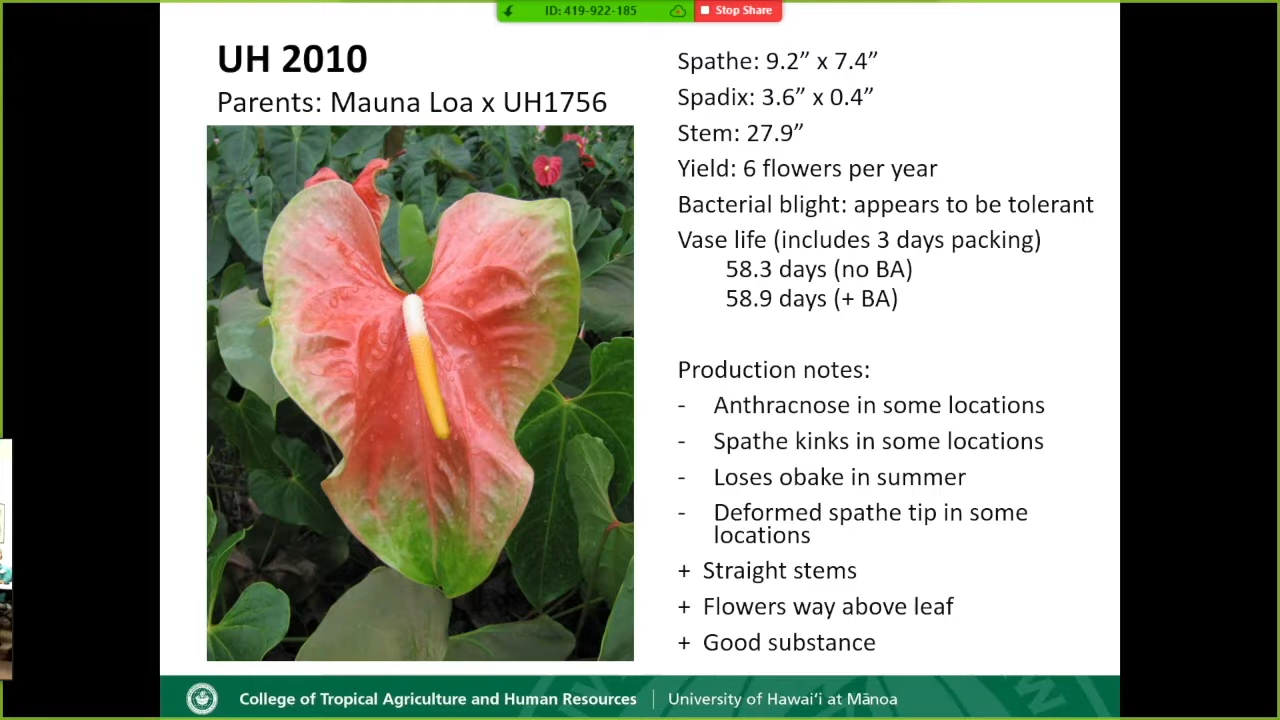 ID: 419-922-185
Stop Share
UH 2010
Parents: Mauna Loa x UH1756
Spathe: 9.2” x 7.4”
Spadix: 3.6” x 0.4”
Stem: 27.9”
Yield: 6 flowers per year
Bacterial blight: appears to be tolerant
Vase life (includes 3 days packing)
58.3 days (no BA)
58.9 days (+ BA)
Production notes:
- Anthracnose in some locations
- Spathe kinks in some locations
- Loses obake in summer
- Deformed spathe tip in some
locations
+ Straight stems
+ Flowers way above leaf
+ Good substance
College of Tropical Agriculture and Human Resources
University of Hawai‘i at Mānoa